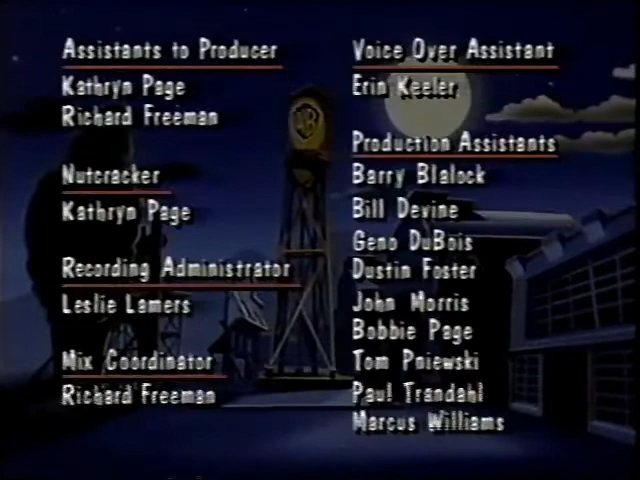 Assistants to Producer
Kathryn Page
Richard Freeman
Nutcracker
Kathryn Page
Recording Administrator
Leslie Lamers
Mix Coordinator
Richard Freeman
Voice Over Assistant
Erin Keeler
Production Assistants
Barry Blalock
Bill Devine
Geno DuBois
Dustin Foster
John Morris
Bobbie Page
Tom Pniewski
Paul Trandahl
Marcus Williams
WB